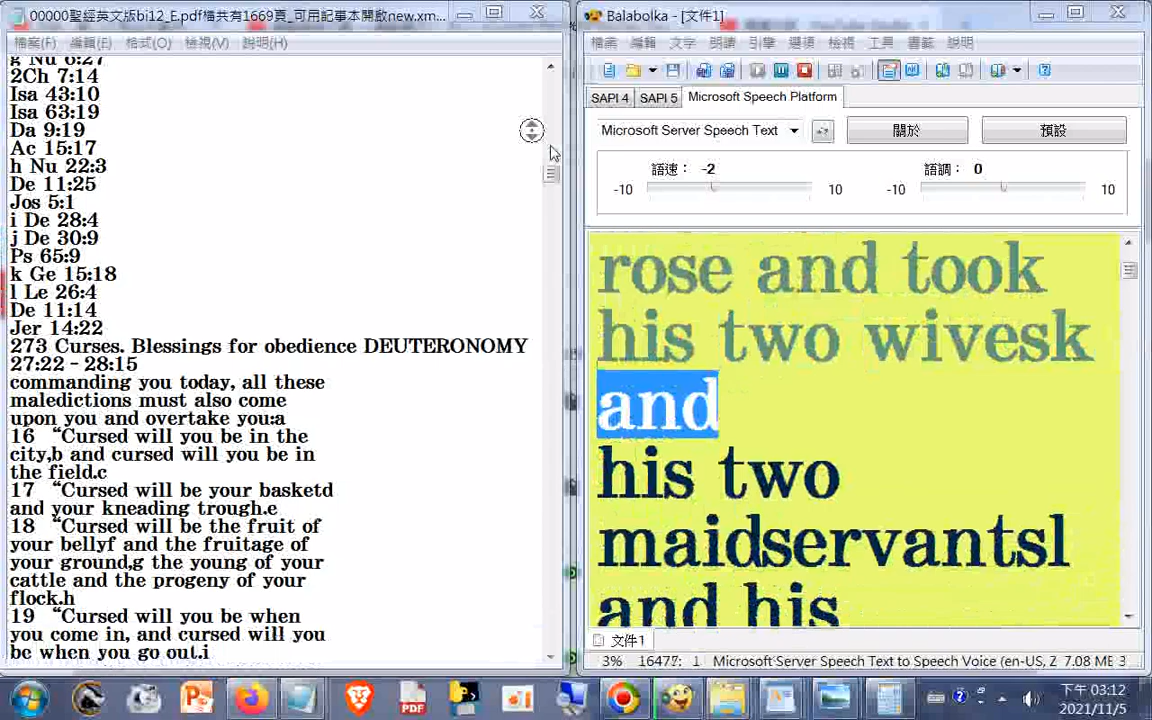 00000聖經英文版bi12_E.pdf檔共有1669頁_可用記事本開啟new.xm...
檔案(F) 編輯(E) 格式(O) 檢視(V) 說明(H)
g Nu 6:27
2Ch 7:14
Isa 43:10
Isa 63:19
Da 9:19
Ac 15:17
h Nu 22:3
De 11:25
Jos 5:1
i De 28:4
j De 30:9
Ps 65:9
k Ge 15:18
l Le 26:4
De 11:14
Jer 14:22
273 Curses. Blessings for obedience DEUTERONOMY
27:22 – 28:15
commanding you today, all these
maledictions must also come
upon you and overtake you:a
16 “Cursed will you be in the
city,b and cursed will you be in
the field.c
17 “Cursed will be your basketd
and your kneading trough.e
18 “Cursed will be the fruit of
your bellyf and the fruitage of
your ground,g the young of your
cattle and the progeny of your
flock.h
19 “Cursed will you be when
you come in, and cursed will you
be when you go out.i
Balabolka - [文件1]
檔案 編輯 文字 朗讀 引擎 選項 檢視 工具 書籤 說明
SAPI 4 SAPI 5 Microsoft Speech Platform
Microsoft Server Speech Text 關於 預設
語速： -2 語調： 0
-10 10 -10 10
rose and took
his two wivesk
and
his two
maidservantsl
and his
文件1
3% 16477: 1 Microsoft Server Speech Text to Speech Voice (en-US, Z 7.08 MB 3
PDF
下午 03:12
2021/11/5